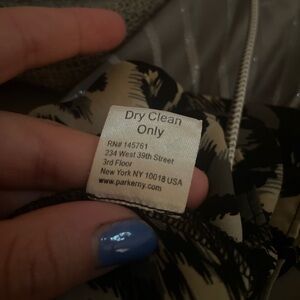 Dry Clean
Only
RN# 145761
234 West 39th Street
3rd Floor
New York NY 10018 USA
www.parkerny.com